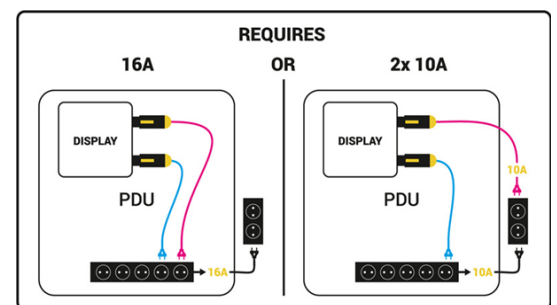 REQUIRES
16A
OR
2x 10A
DISPLAY
PDU
16A
DISPLAY
10A
PDU
10A